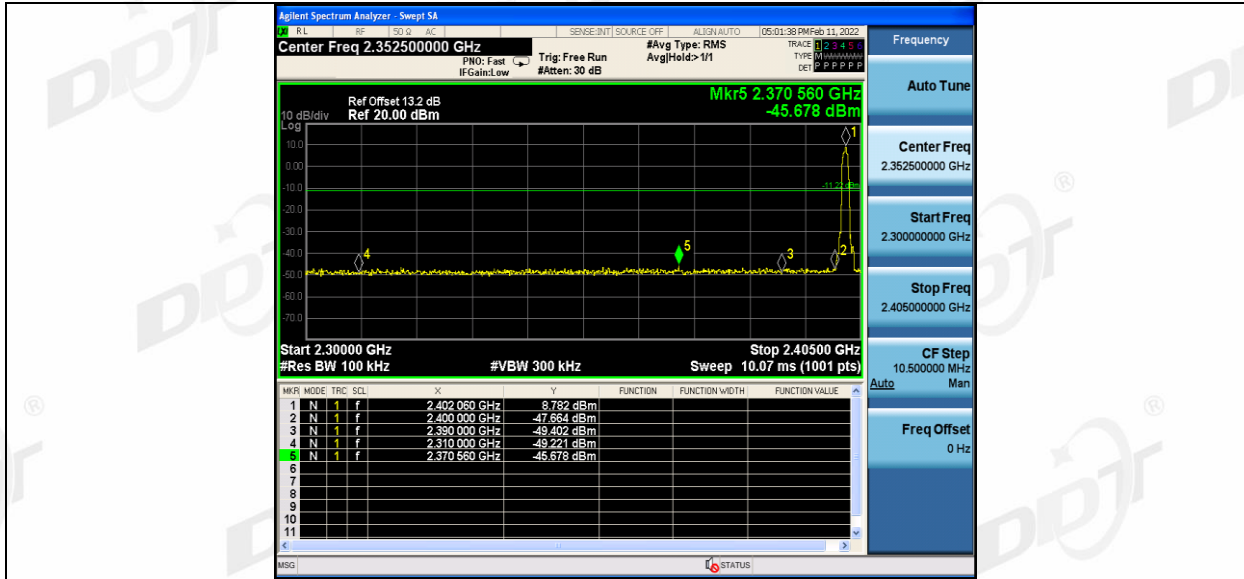 Agilent Spectrum Analyzer - Swept SA
RL RF 50 Ω AC SENSE:INT SOURCE OFF ALIGN AUTO 05:01:38 PM Feb 11, 2022
Center Freq 2.352500000 GHz
PNO: Fast
IFGain:Low
Trig: Free Run
#Atten: 30 dB
#Avg Type: RMS
Avg|Hold:>1/1
TRACE 1 2 3 4 5 6
TYPE M
DET P P P P P P
Mkr5 2.370 560 GHz
-45.678 dBm
Ref Offset 13.2 dB
10 dB/div Ref 20.00 dBm
Log
10.0
0.00
-10.0
-20.0
-30.0
-40.0
-50.0
-60.0
-70.0
1
2
3
4
5
Start 2.30000 GHz Stop 2.40500 GHz
#Res BW 100 kHz #VBW 300 kHz Sweep 10.07 ms (1001 pts)
MKR MODE TRC SCL X Y FUNCTION FUNCTION WIDTH FUNCTION VALUE
1 N 1 f 2.402 060 GHz 8.782 dBm
2 N 1 f 2.400 000 GHz -47.664 dBm
3 N 1 f 2.390 000 GHz -49.402 dBm
4 N 1 f 2.310 000 GHz -49.221 dBm
5 N 1 f 2.370 560 GHz -45.678 dBm
6
7
8
9
10
11
MSG STATUS
Frequency
Auto Tune
Center Freq
2.352500000 GHz
Start Freq
2.300000000 GHz
Stop Freq
2.405000000 GHz
CF Step
10.500000 MHz
Auto Man
Freq Offset
0 Hz
DDT
®